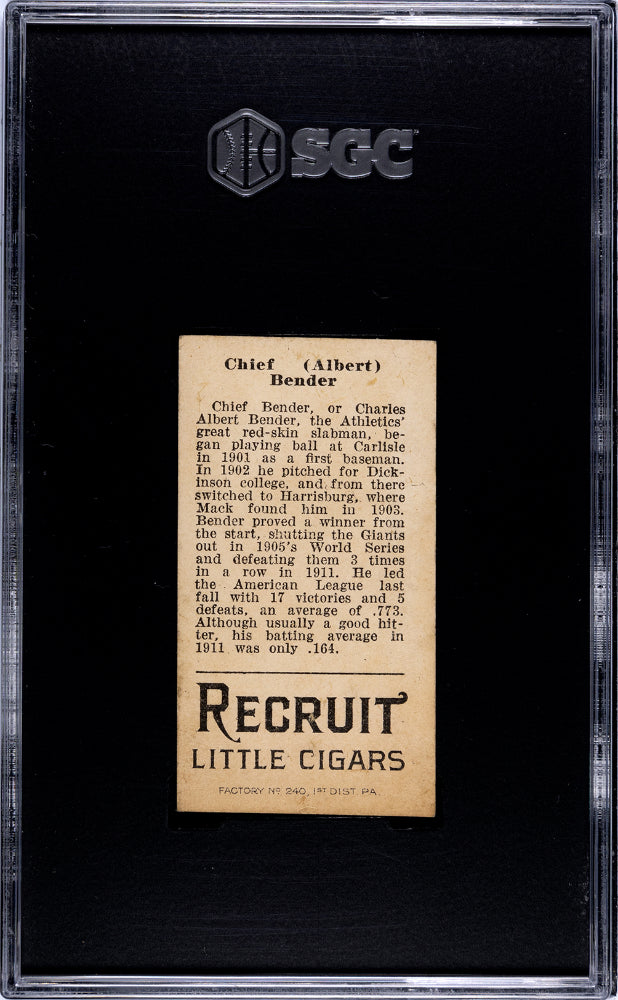 SGC
Chief (Albert)
Bender
Chief Bender, or Charles
Albert Bender, the Athletics'
great red-skin slabman, be-
gan playing ball at Carlisle
in 1901 as a first baseman.
In 1902 he pitched for Dick-
inson college, and from there
switched to Harrisburg, where
Mack found him in 1903.
Bender proved a winner from
the start, shutting the Giants
out in 1905's World Series
and defeating them 3 times
in a row in 1911. He led
the American League last
fall with 17 victories and 5
defeats, an average of .773.
Although usually a good hit-
ter, his batting average in
1911 was only .164.
RECRUIT
LITTLE CIGARS
FACTORY Nº 240, 1ST DIST. PA.